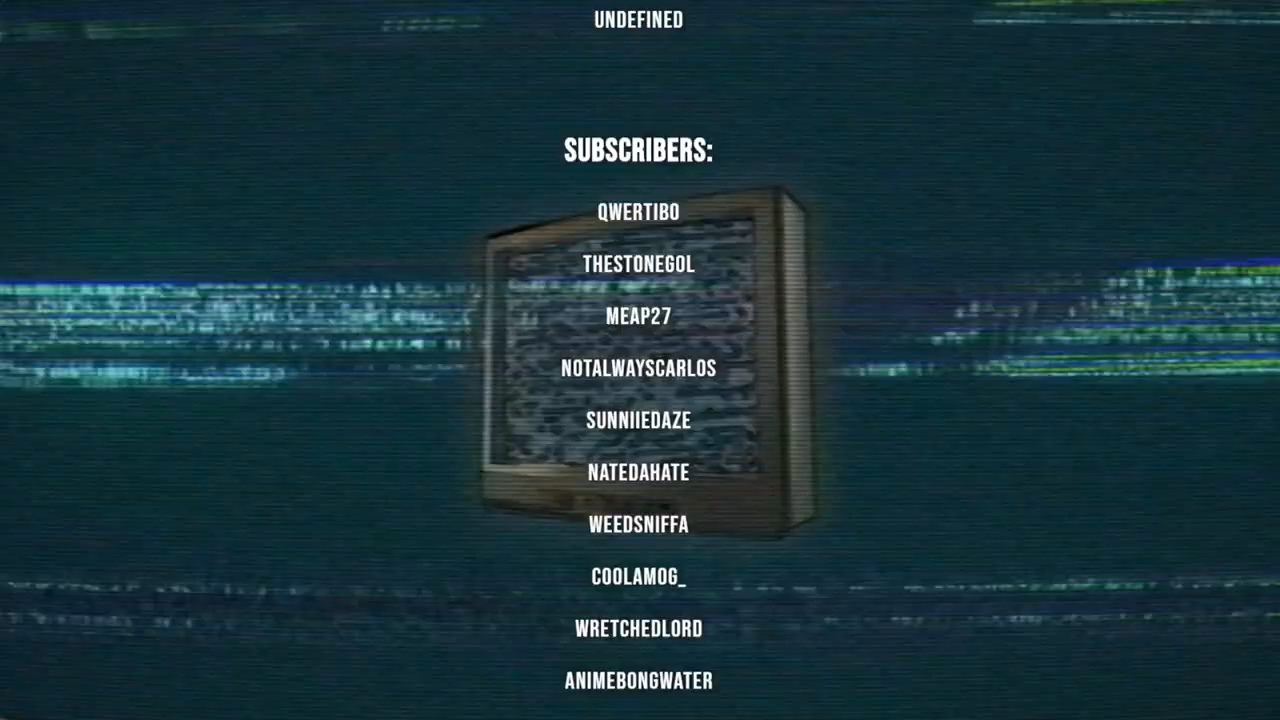 UNDEFINED
SUBSCRIBERS:
QWERTIBO
THESTONEGOL
MEAP27
NOTALWAYSCARLOS
SUNNIIEDAZE
NATEDAHATE
WEEDSNIFFA
COOLAMOG_
WRETCHEDLORD
ANIMEBONGWATER